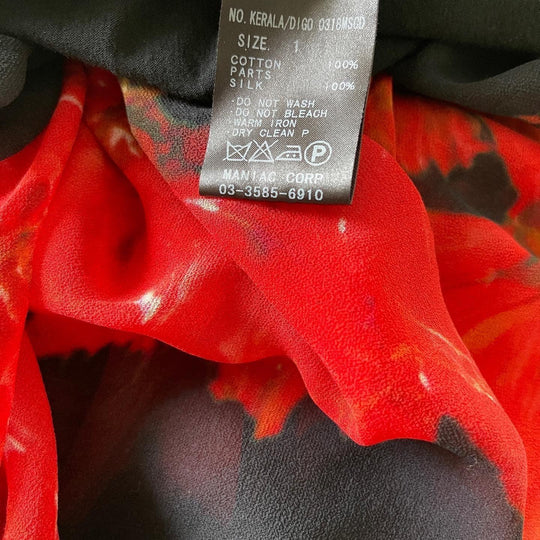 NO. KERALA/DIGO 0318MSGD
SIZE. 1
COTTON 100%
PARTS
SILK 100%
·DO NOT WASH
·DO NOT BLEACH
·WARM IRON
·DRY CLEAN P
P
MANIAC CORP
03-3585-6910